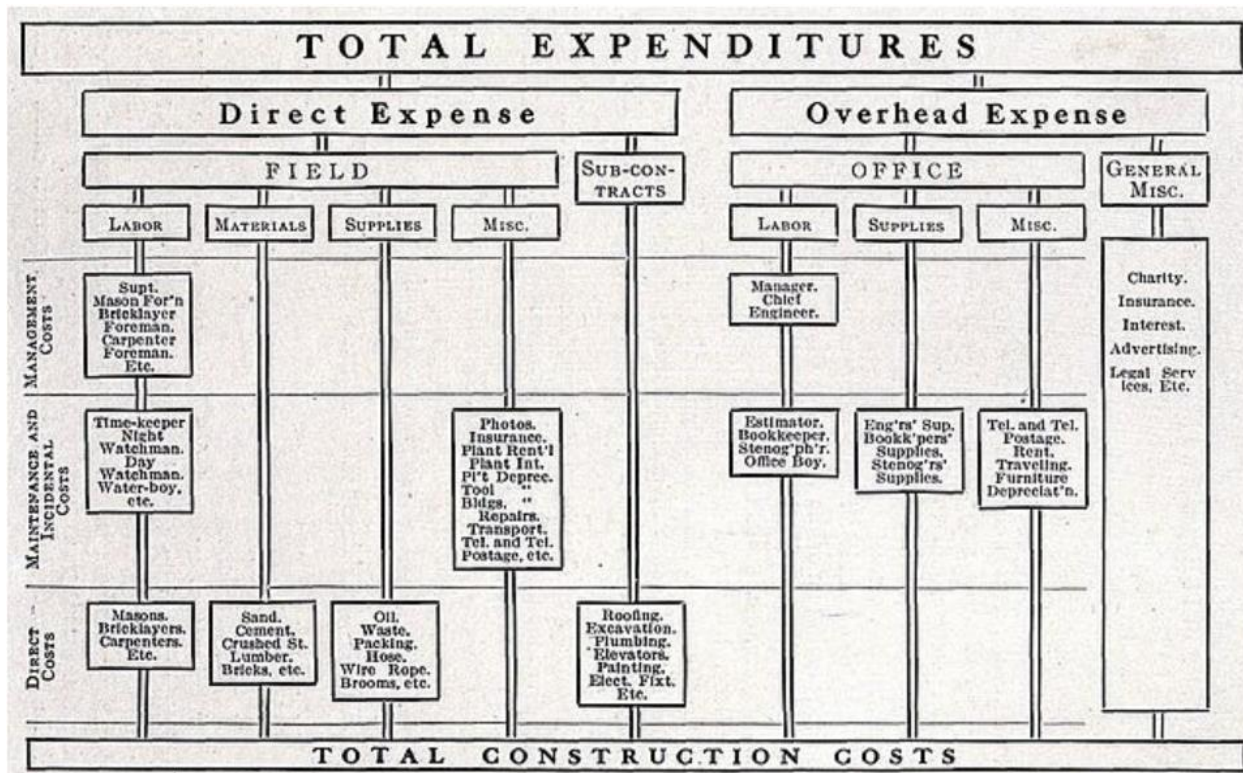 TOTAL EXPENDITURES
Direct Expense
Overhead Expense
FIELD
SUB-CON-
TRACTS
OFFICE
GENERAL
MISC.
LABOR
MATERIALS
SUPPLIES
MISC.
LABOR
SUPPLIES
MISC.
MANAGEMENT
COSTS
Supt.
Mason For'n
Bricklayer
Foreman.
Carpenter
Foreman.
Etc.
Manager.
Chief
Engineer.
Charity.
Insurance.
Interest.
Advertising.
Legal Serv
ices, Etc.
MAINTENANCE AND
INCIDENTAL
COSTS
Time-keeper
Night
Watchman.
Day
Watchman.
Water-boy,
etc.
Photos.
Insurance.
Plant Rent'l
Plant Int.
Pl't Deprec.
Tool "
Bldgs. "
Repairs.
Transport.
Tel. and Tel.
Postage, etc.
Estimator.
Bookkeeper.
Stenog'ph'r.
Office Boy.
Eng'rs' Sup.
Bookk'pers'
Supplies.
Stenog'rs'
Supplies.
Tel. and Tel.
Postage.
Rent.
Traveling.
Furniture
Depreciat'n.
DIRECT
COSTS
Masons.
Bricklayers.
Carpenters.
Etc.
Sand.
Cement.
Crushed St.
Lumber.
Bricks, etc.
Oil.
Waste.
Packing.
Hose.
Wire Rope.
Brooms, etc.
Roofing.
Excavation.
Plumbing.
Elevators.
Painting.
Elect. Fixt.
Etc.
TOTAL CONSTRUCTION COSTS